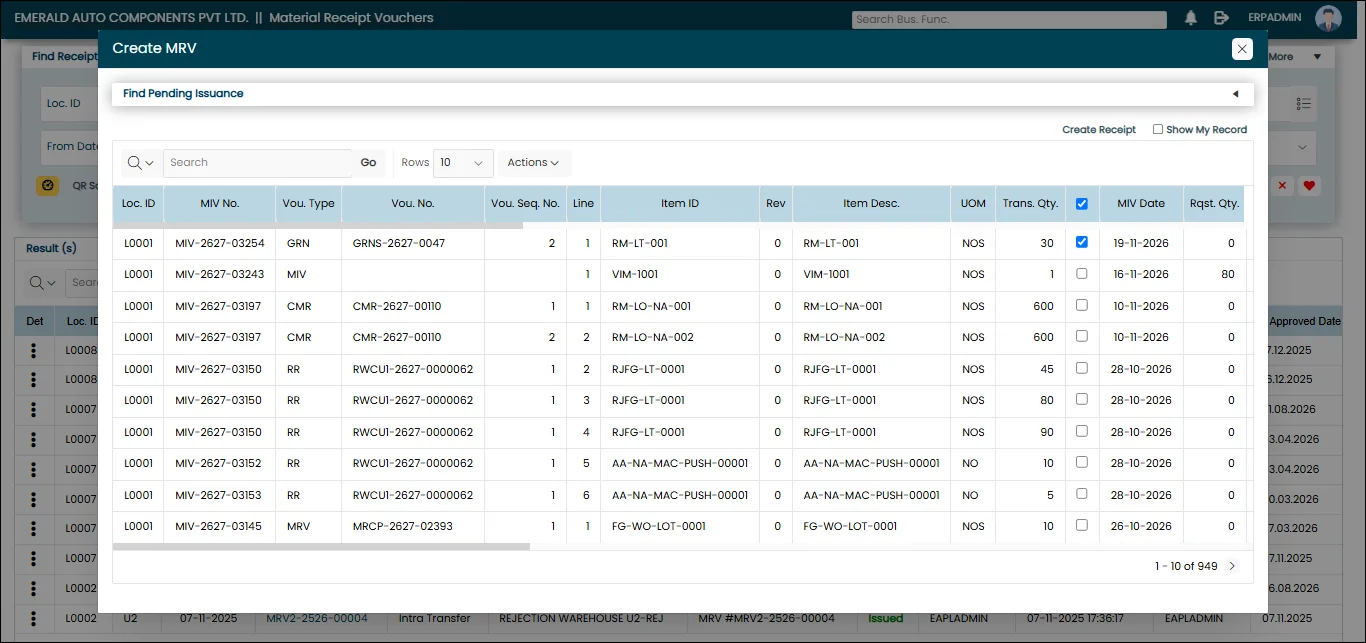 EMERALD AUTO COMPONENTS PVT LTD. || Material Receipt Vouchers Search Bus. Func. ERPADMIN
Create MRV
Find Receipt More
Find Pending Issuance
Loc. ID
Create Receipt Show My Record
From Date
Search Go Rows 10 Actions
QR Sc
Loc. ID MIV No. Vou. Type Vou. No. Vou. Seq. No. Line Item ID Rev Item Desc. UOM Trans. Qty. MIV Date Rqst. Qty.
Result (s)
L0001 MIV-2627-03254 GRN GRNS-2627-0047 2 1 RM-LT-001 0 RM-LT-001 NOS 30 19-11-2026 0
L0001 MIV-2627-03243 MIV 1 VIM-1001 0 VIM-1001 NOS 1 16-11-2026 80
Sear
L0001 MIV-2627-03197 CMR CMR-2627-00110 1 1 RM-LO-NA-001 0 RM-LO-NA-001 NOS 600 10-11-2026 0
Det Loc. ID Approved Date
L0001 MIV-2627-03197 CMR CMR-2627-00110 2 2 RM-LO-NA-002 0 RM-LO-NA-002 NOS 600 10-11-2026 0
L0008 7.12.2025
L0001 MIV-2627-03150 RR RWCU1-2627-0000062 1 2 RJFG-LT-0001 0 RJFG-LT-0001 NOS 45 28-10-2026 0
L0008 6.12.2025
L0001 MIV-2627-03150 RR RWCU1-2627-0000062 1 3 RJFG-LT-0001 0 RJFG-LT-0001 NOS 80 28-10-2026 0
L0007 1.08.2026
L0001 MIV-2627-03150 RR RWCU1-2627-0000062 1 4 RJFG-LT-0001 0 RJFG-LT-0001 NOS 90 28-10-2026 0
L0007 3.04.2026
L0001 MIV-2627-03152 RR RWCU1-2627-0000062 1 5 AA-NA-MAC-PUSH-00001 0 AA-NA-MAC-PUSH-00001 NO 10 28-10-2026 0
L0007 3.04.2026
L0001 MIV-2627-03153 RR RWCU1-2627-0000062 1 6 AA-NA-MAC-PUSH-00001 0 AA-NA-MAC-PUSH-00001 NO 5 28-10-2026 0
L0007 0.03.2026
L0001 MIV-2627-03145 MRV MRCP-2627-02393 1 1 FG-WO-LOT-0001 0 FG-WO-LOT-0001 NOS 10 26-10-2026 0
L0007 7.03.2026
L0007 7.11.2025
1 - 10 of 949
L0002 6.08.2026
L0002 U2 07-11-2025 MRV2-2526-00004 Intra Transfer REJECTION WAREHOUSE U2-REJ MRV #MRV2-2526-00004 Issued EAPLADMIN 07-11-2025 17:36:17 EAPLADMIN 07.11.2025